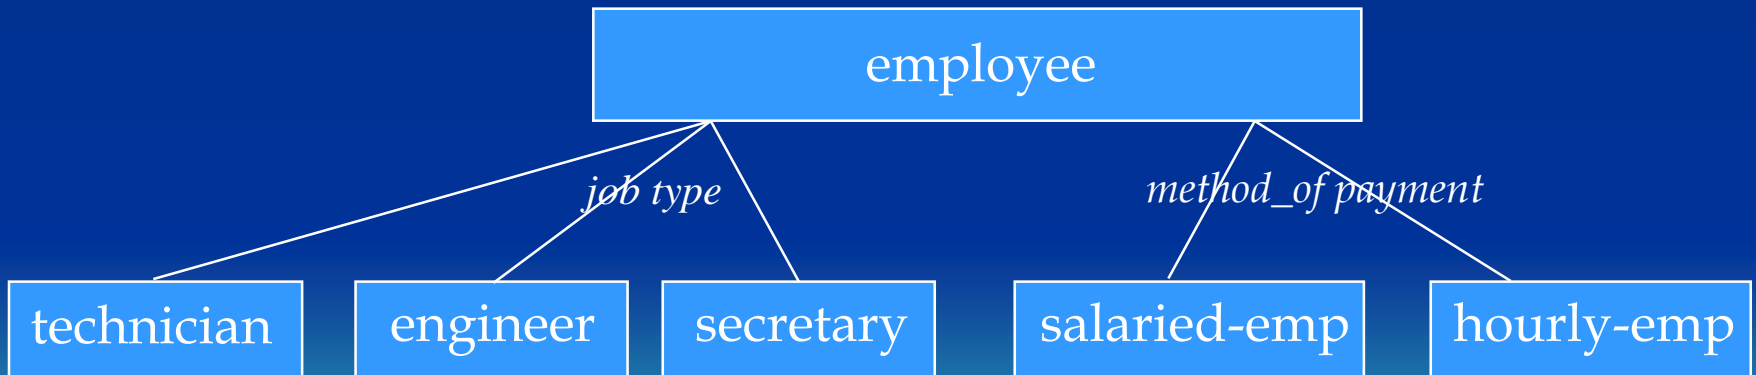 employee
job type
method_of payment
technician
engineer
secretary
salaried-emp
hourly-emp